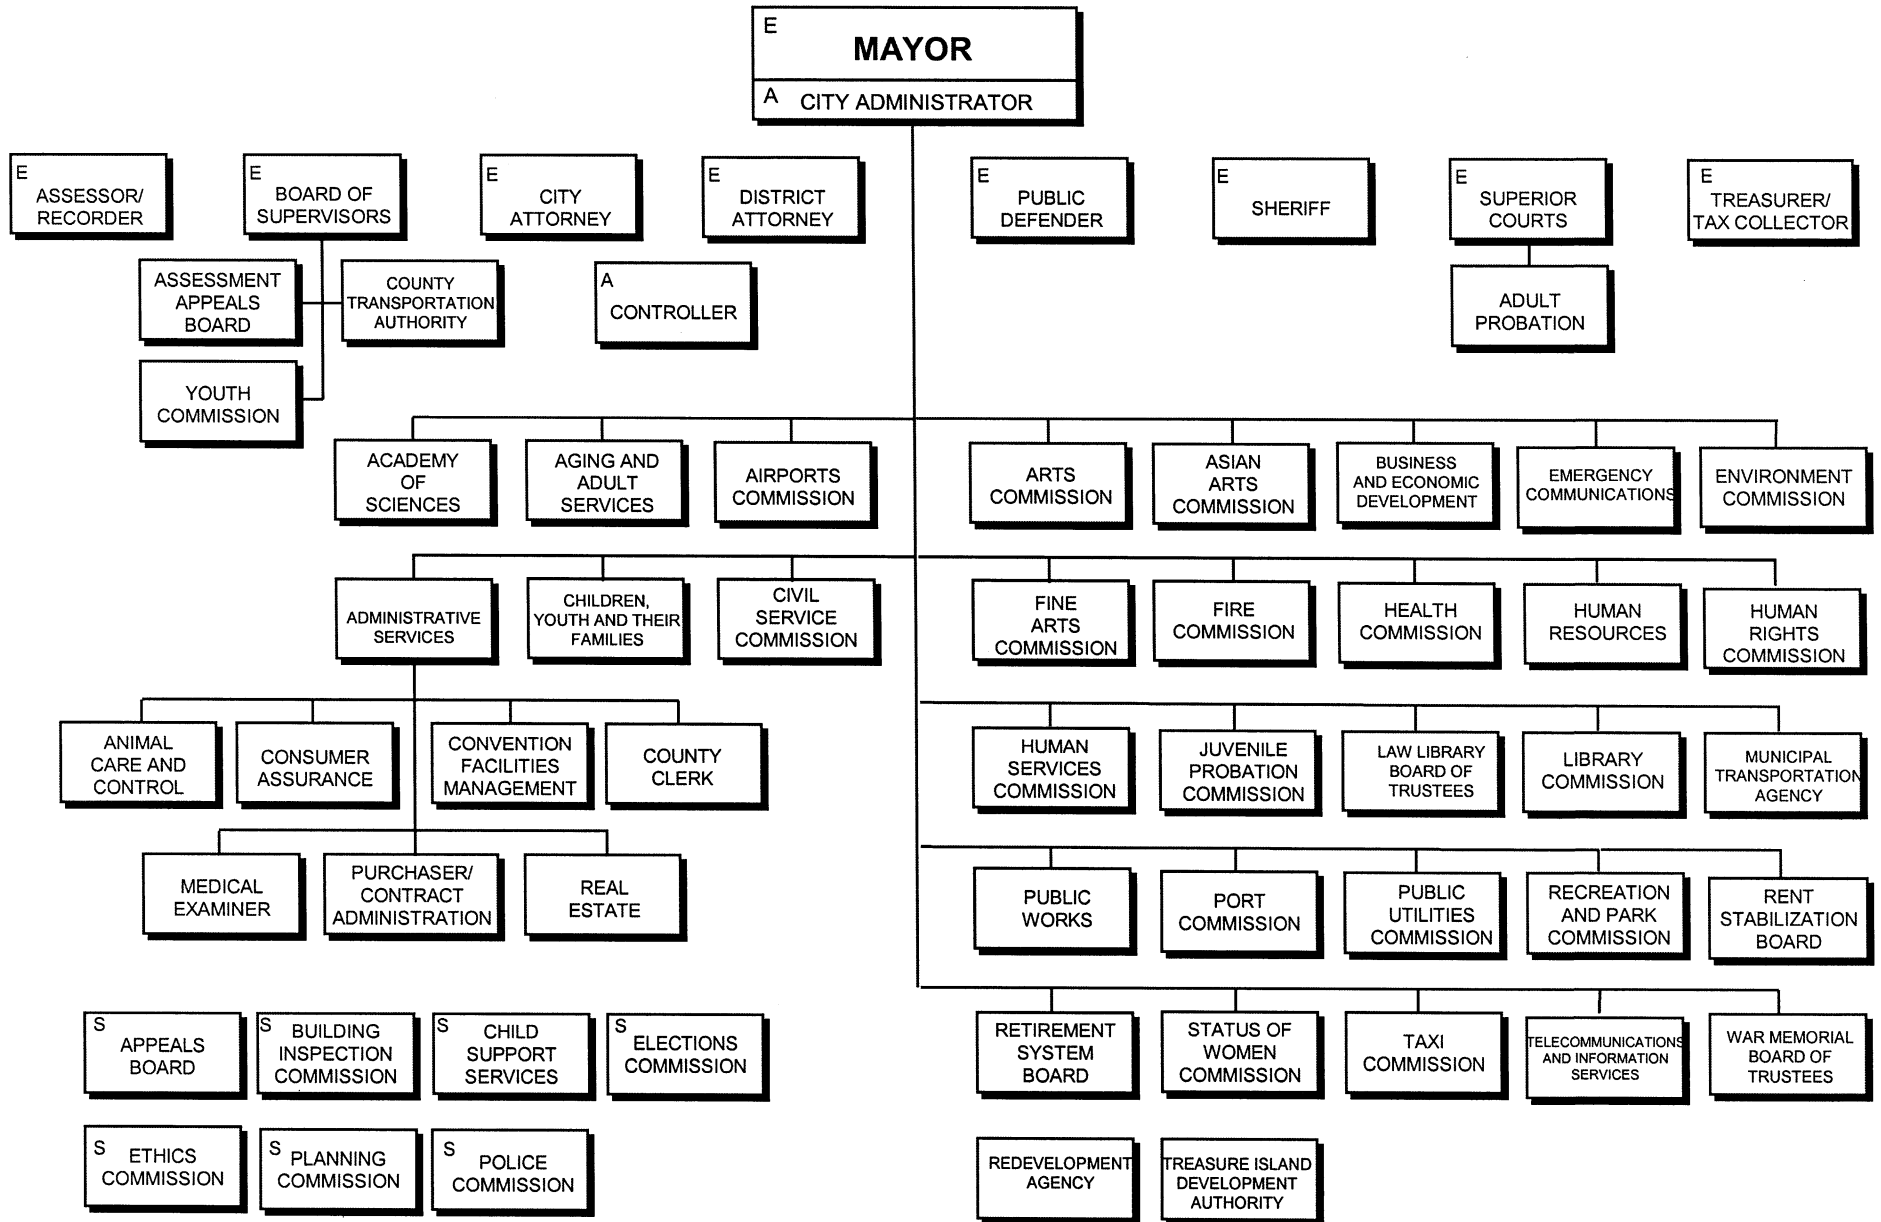 E
MAYOR
A CITY ADMINISTRATOR
E
ASSESSOR/
RECORDER
E
BOARD OF
SUPERVISORS
E
CITY
ATTORNEY
E
DISTRICT
ATTORNEY
E
PUBLIC
DEFENDER
E
SHERIFF
E
SUPERIOR
COURTS
E
TREASURER/
TAX COLLECTOR
ASSESSMENT
APPEALS
BOARD
COUNTY
TRANSPORTATION
AUTHORITY
A
CONTROLLER
ADULT
PROBATION
YOUTH
COMMISSION
ACADEMY
OF
SCIENCES
AGING AND
ADULT
SERVICES
AIRPORTS
COMMISSION
ARTS
COMMISSION
ASIAN
ARTS
COMMISSION
BUSINESS
AND ECONOMIC
DEVELOPMENT
EMERGENCY
COMMUNICATIONS
ENVIRONMENT
COMMISSION
ADMINISTRATIVE
SERVICES
CHILDREN,
YOUTH AND THEIR
FAMILIES
CIVIL
SERVICE
COMMISSION
FINE
ARTS
COMMISSION
FIRE
COMMISSION
HEALTH
COMMISSION
HUMAN
RESOURCES
HUMAN
RIGHTS
COMMISSION
ANIMAL
CARE AND
CONTROL
CONSUMER
ASSURANCE
CONVENTION
FACILITIES
MANAGEMENT
COUNTY
CLERK
HUMAN
SERVICES
COMMISSION
JUVENILE
PROBATION
COMMISSION
LAW LIBRARY
BOARD OF
TRUSTEES
LIBRARY
COMMISSION
MUNICIPAL
TRANSPORTATION
AGENCY
MEDICAL
EXAMINER
PURCHASER/
CONTRACT
ADMINISTRATION
REAL
ESTATE
PUBLIC
WORKS
PORT
COMMISSION
PUBLIC
UTILITIES
COMMISSION
RECREATION
AND PARK
COMMISSION
RENT
STABILIZATION
BOARD
S
APPEALS
BOARD
S
BUILDING
INSPECTION
COMMISSION
S
CHILD
SUPPORT
SERVICES
S
ELECTIONS
COMMISSION
RETIREMENT
SYSTEM
BOARD
STATUS OF
WOMEN
COMMISSION
TAXI
COMMISSION
TELECOMMUNICATIONS
AND INFORMATION
SERVICES
WAR MEMORIAL
BOARD OF
TRUSTEES
S
ETHICS
COMMISSION
S
PLANNING
COMMISSION
S
POLICE
COMMISSION
REDEVELOPMENT
AGENCY
TREASURE ISLAND
DEVELOPMENT
AUTHORITY